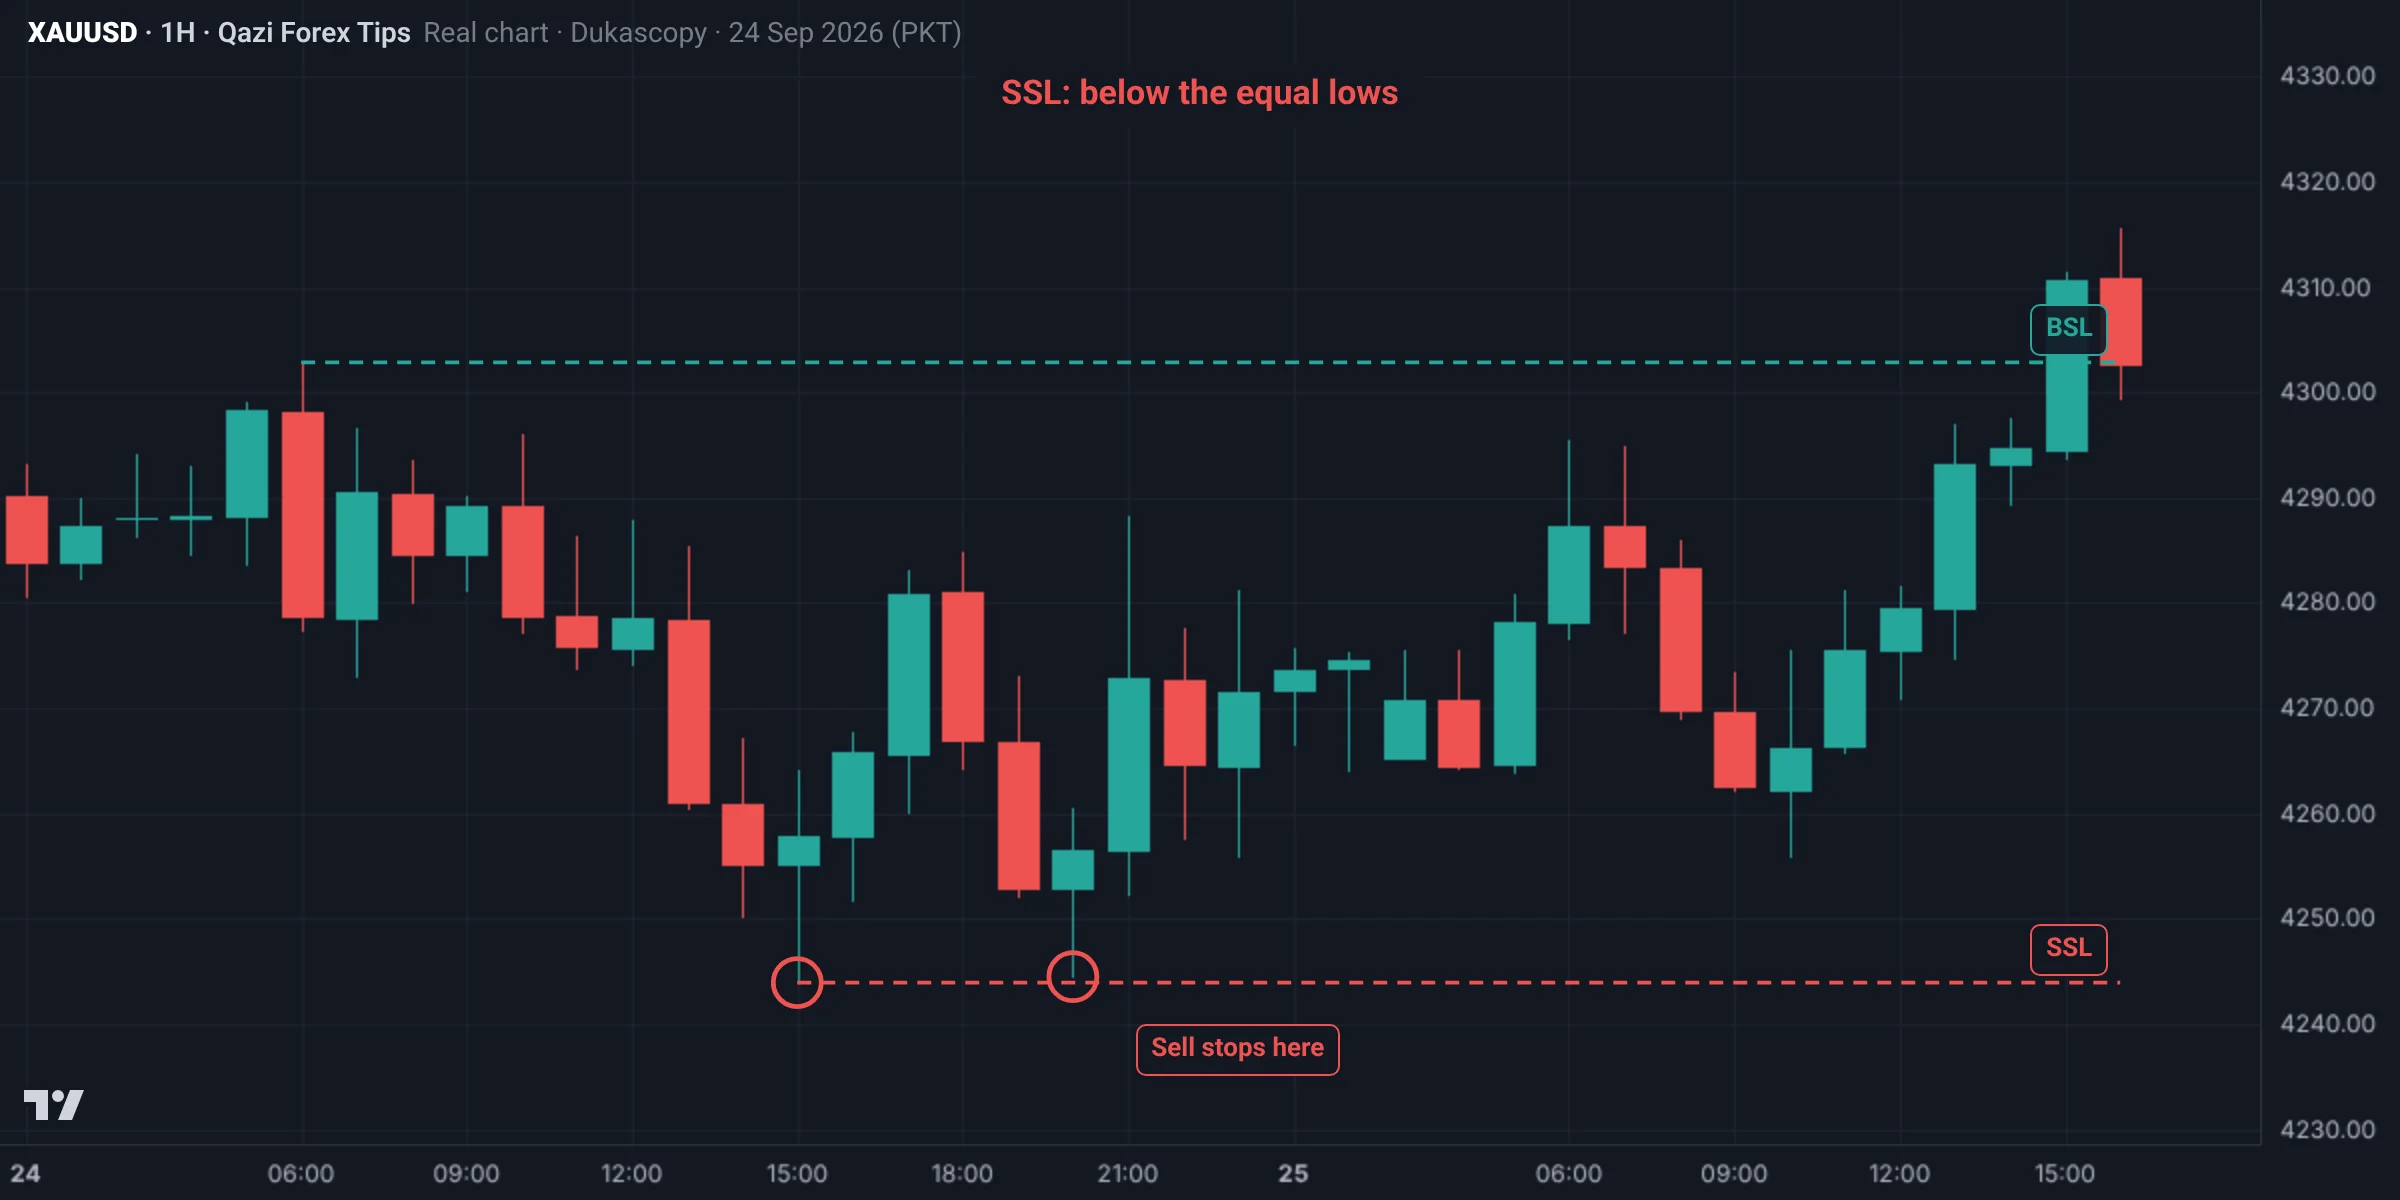 XAUUSD · 1H · Qazi Forex Tips Real chart · Dukascopy · 24 Sep 2026 (PKT)
SSL: below the equal lows
4330.00
4320.00
4310.00
BSL
4300.00
4290.00
4280.00
4270.00
4260.00
4250.00
SSL
4240.00
Sell stops here
4230.00
24 06:00 09:00 12:00 15:00 18:00 21:00 25 06:00 09:00 12:00 15:00